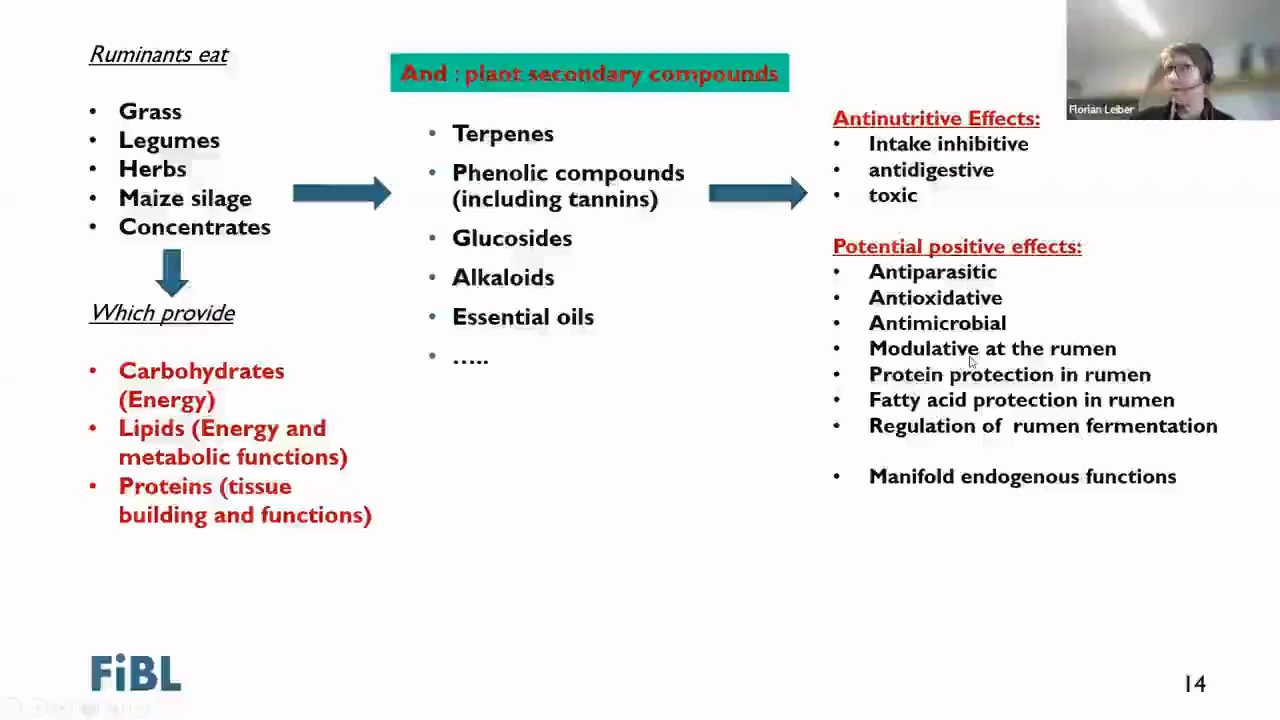 Ruminants eat
• Grass
• Legumes
• Herbs
• Maize silage
• Concentrates
Which provide
• Carbohydrates
(Energy)
• Lipids (Energy and
metabolic functions)
• Proteins (tissue
building and functions)
And : plant secondary compounds
• Terpenes
• Phenolic compounds
(including tannins)
• Glucosides
• Alkaloids
• Essential oils
• …..
Antinutritive Effects:
• Intake inhibitive
• antidigestive
• toxic
Potential positive effects:
• Antiparasitic
• Antioxidative
• Antimicrobial
• Modulative at the rumen
• Protein protection in rumen
• Fatty acid protection in rumen
• Regulation of rumen fermentation
• Manifold endogenous functions
Florian Leiber
FiBL
14